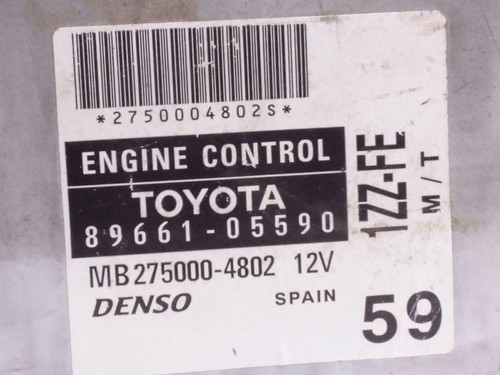 *2750004802S*
ENGINE CONTROL
TOYOTA
89661-05590
MB275000-4802 12V
DENSO SPAIN
59
1ZZ-FE
M/T